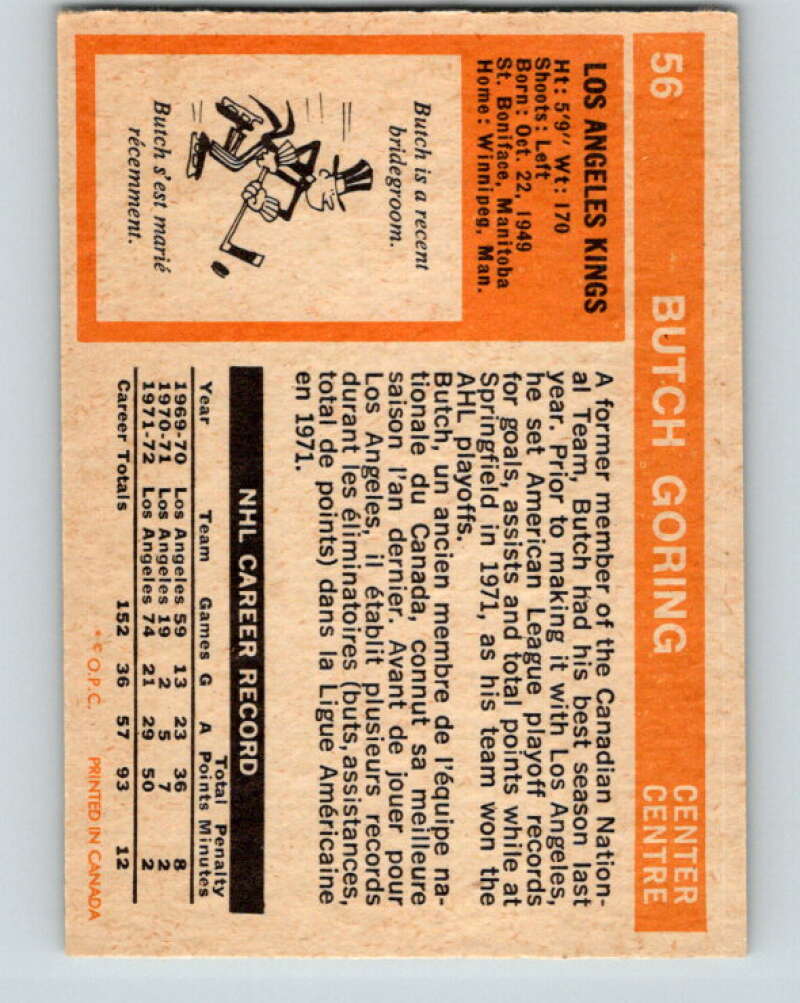 56
BUTCH GORING
CENTER
CENTRE
LOS ANGELES KINGS
Ht: 5'9" Wt: 170
Shoots: Left
Born: Oct. 22, 1949
St. Boniface, Manitoba
Home: Winnipeg, Man.
Butch is a recent
bridegroom.
Butch s'est marié
récemment.
A former member of the Canadian Nation-
al Team, Butch had his best season last
year. Prior to making it with Los Angeles,
he set American League playoff records
for goals, assists and total points while at
Springfield in 1971, as his team won the
AHL playoffs.
Butch, un ancien membre de l'équipe na-
tionale du Canada, connut sa meilleure
saison l'an dernier. Avant de jouer pour
Los Angeles, il établit plusieurs records
durant les éliminatoires (buts, assistances,
total de points) dans la Ligue Américaine
en 1971.
NHL CAREER RECORD
Total Penalty
Year Team Games G A Points Minutes
1969-70 Los Angeles 59 13 23 36 8
1970-71 Los Angeles 19 2 5 7 2
1971-72 Los Angeles 74 21 29 50 2
Career Totals 152 36 57 93 12
*© O.P.C. PRINTED IN CANADA